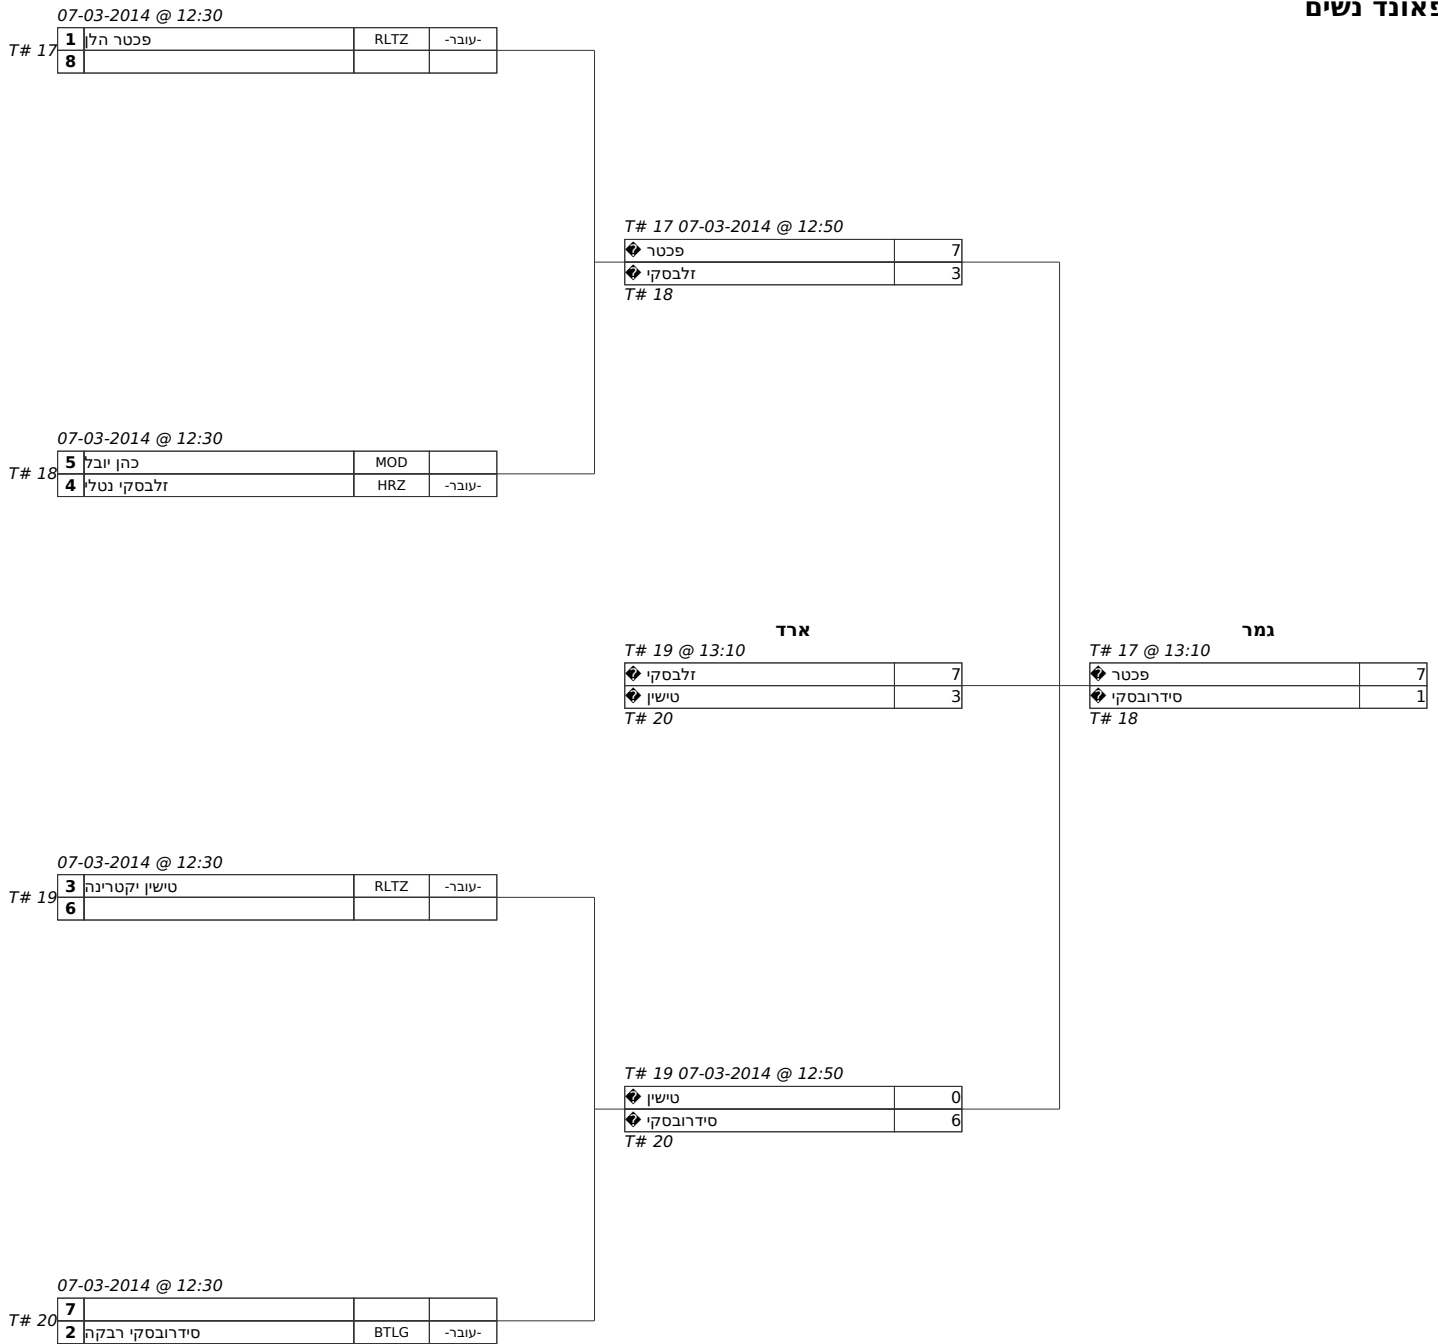 פאונד נשים
07-03-2014 @ 12:30
T# 17
1 פכטר הלן RLTZ -עובר-
8
T# 17 07-03-2014 @ 12:50
פכטר � 7
זלבסקי � 3
T# 18
07-03-2014 @ 12:30
T# 18
5 כהן יובל MOD
4 זלבסקי נטלי HRZ -עובר-
ארד
T# 19 @ 13:10
זלבסקי � 7
טישין � 3
T# 20
גמר
T# 17 @ 13:10
פכטר � 7
סידרובסקי � 1
T# 18
07-03-2014 @ 12:30
T# 19
3 טישין יקטרינה RLTZ -עובר-
6
T# 19 07-03-2014 @ 12:50
טישין � 0
סידרובסקי � 6
T# 20
07-03-2014 @ 12:30
T# 20
7
2 סידרובסקי רבקה BTLG -עובר-